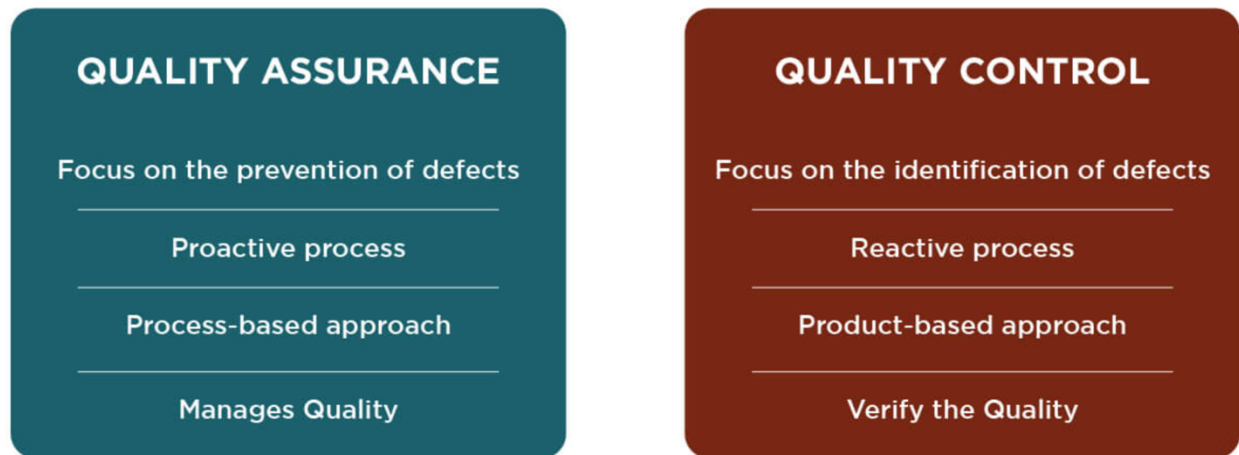 QUALITY ASSURANCE
Focus on the prevention of defects
Proactive process
Process-based approach
Manages Quality
QUALITY CONTROL
Focus on the identification of defects
Reactive process
Product-based approach
Verify the Quality